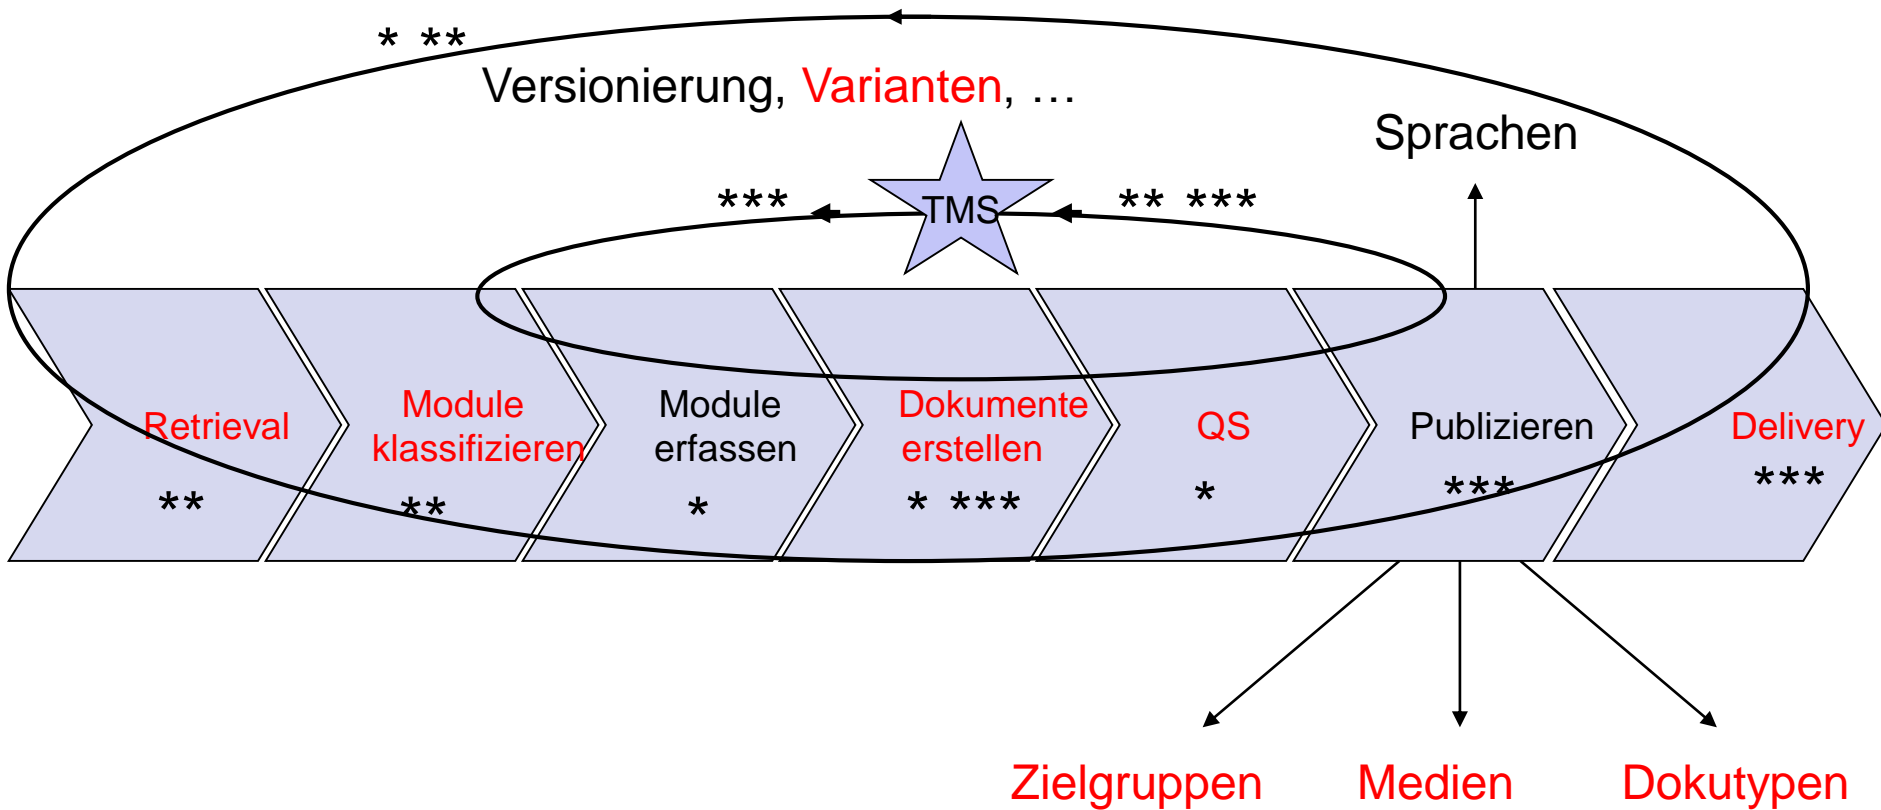 * **
Versionierung, Varianten, …
Sprachen
*** TMS ** ***
Retrieval
**
Module
klassifizieren
**
Module
erfassen
*
Dokumente
erstellen
* ***
QS
*
Publizieren
***
Delivery
***
Zielgruppen Medien Dokutypen